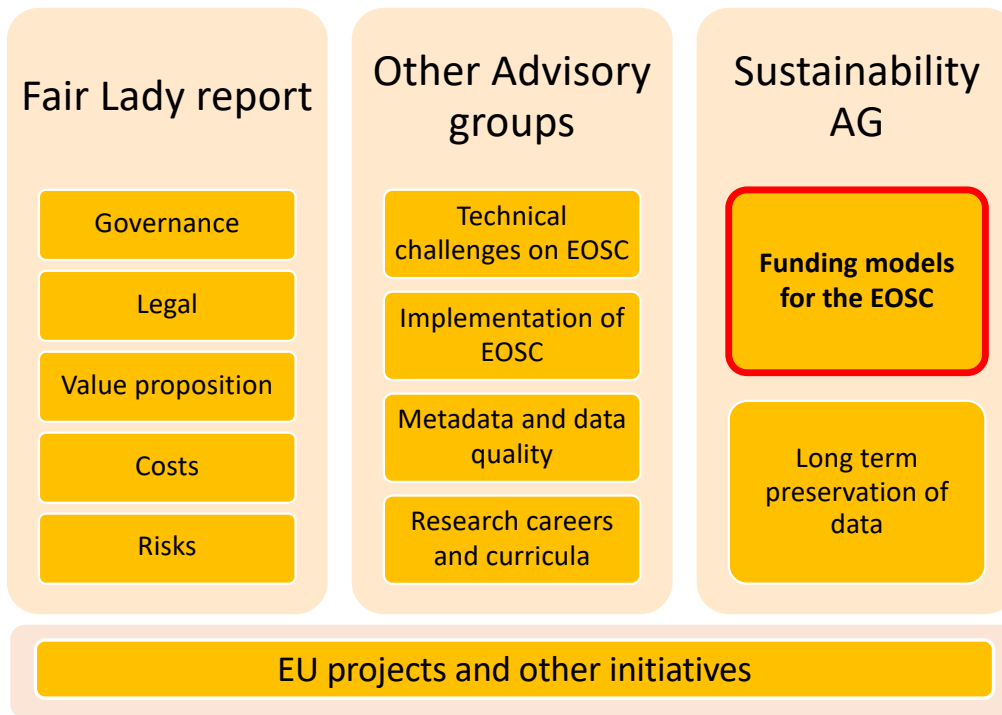 Fair Lady report
Governance
Legal
Value proposition
Costs
Risks
Other Advisory
groups
Technical
challenges on EOSC
Implementation of
EOSC
Metadata and data
quality
Research careers
and curricula
Sustainability
AG
Funding models
for the EOSC
Long term
preservation of
data
EU projects and other initiatives